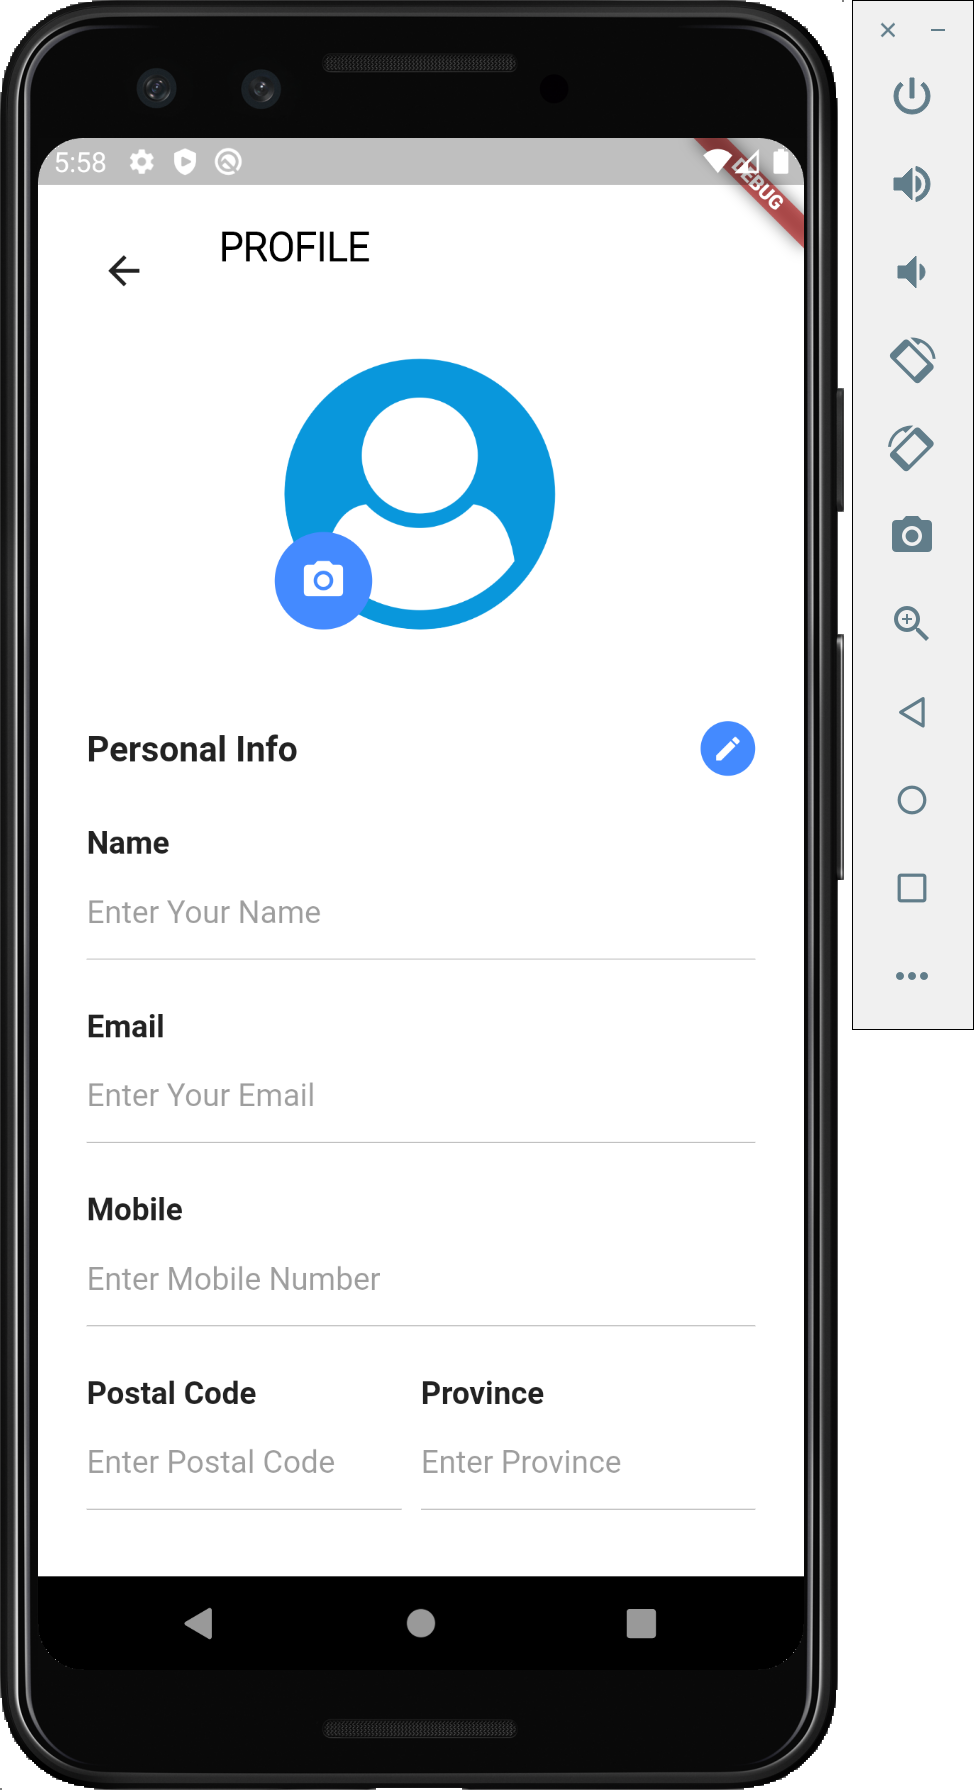 5:58
DEBUG
PROFILE
Personal Info
Name
Enter Your Name
Email
Enter Your Email
Mobile
Enter Mobile Number
Postal Code Province
Enter Postal Code Enter Province